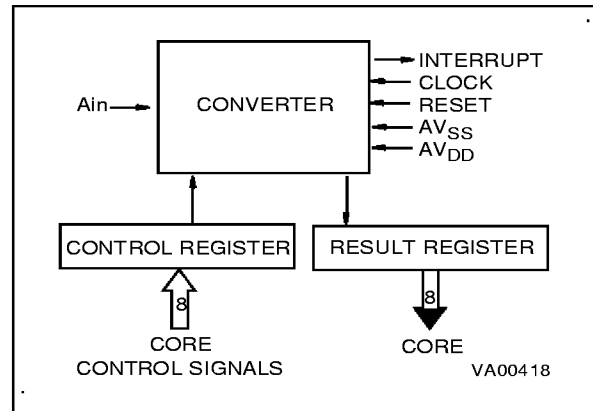 INTERRUPT
CLOCK
Ain
CONVERTER
RESET
AVSS
AVDD
CONTROL REGISTER
RESULT REGISTER
8
8
CORE
CONTROL SIGNALS
CORE
VA00418